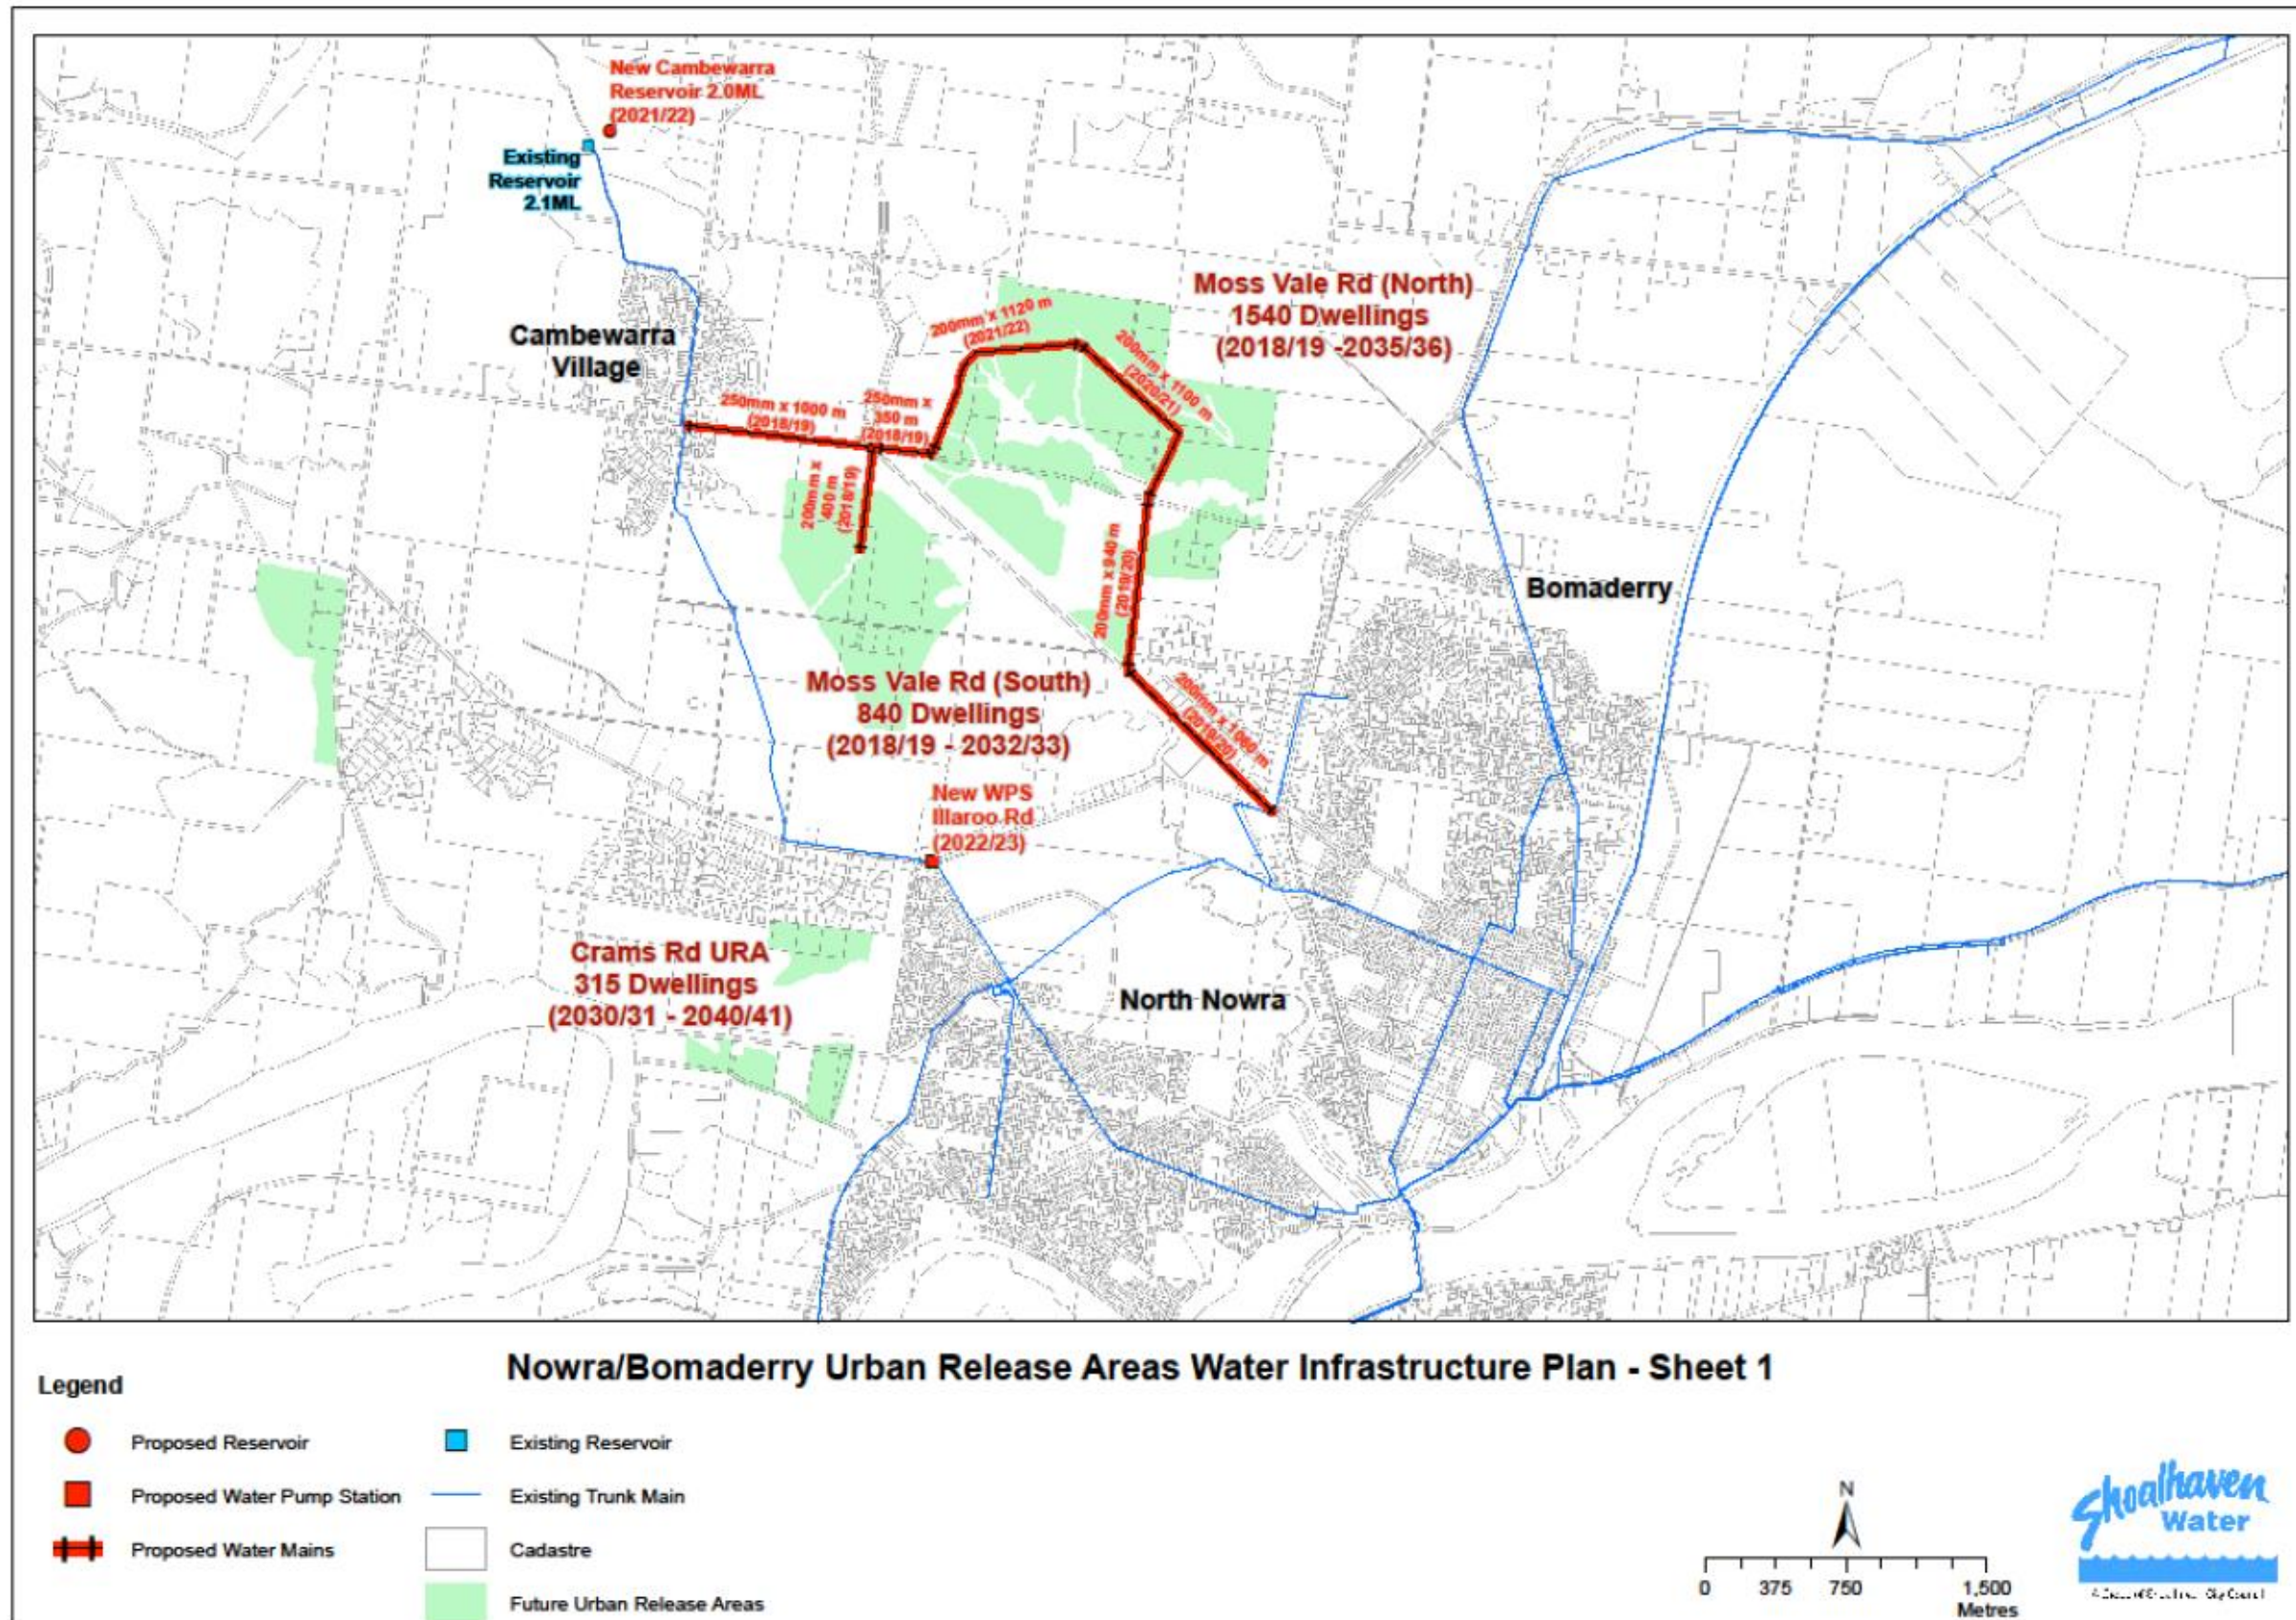 New Cambewarra
Reservoir 2.0ML
(2021/22)
Existing
Reservoir
2.1ML
Cambewarra
Village
Moss Vale Rd (North)
1540 Dwellings
(2018/19 -2035/36)
200mm x 1120 m
(2021/22)
200mm x 1100 m
(2020/21)
250mm x 1000 m
(2018/19)
250mm x
350 m
(2018/19)
200mm x
400 m
(2018/19)
200mm x 940 m
(2019/20)
Bomaderry
Moss Vale Rd (South)
840 Dwellings
(2018/19 - 2032/33)
200mm x 1060 m
(2019/20)
New WPS
Illaroo Rd
(2022/23)
Crams Rd URA
315 Dwellings
(2030/31 - 2040/41)
North Nowra
Nowra/Bomaderry Urban Release Areas Water Infrastructure Plan - Sheet 1
Legend
Proposed Reservoir
Existing Reservoir
Proposed Water Pump Station
Existing Trunk Main
Proposed Water Mains
Cadastre
Future Urban Release Areas
N
0 375 750 1,500
Metres
Shoalhaven
Water